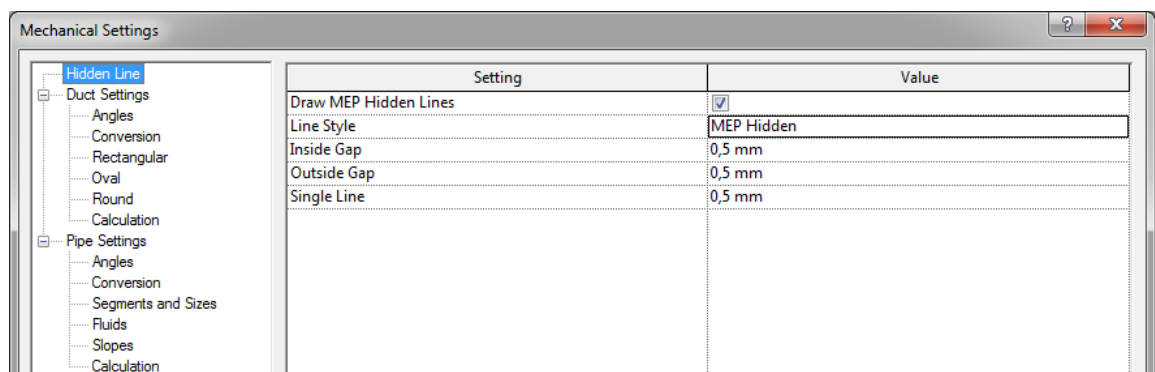 Mechanical Settings
?
X
Hidden Line
Duct Settings
Angles
Conversion
Rectangular
Oval
Round
Calculation
Pipe Settings
Angles
Conversion
Segments and Sizes
Fluids
Slopes
Calculation
Setting Value
Draw MEP Hidden Lines
Line Style MEP Hidden
Inside Gap 0,5 mm
Outside Gap 0,5 mm
Single Line 0,5 mm